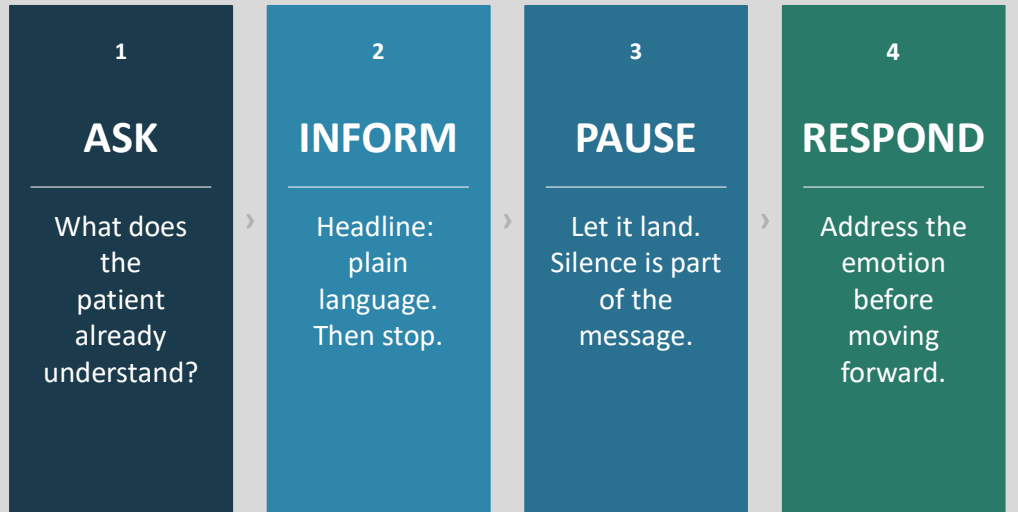 1
ASK
What does
the
patient
already
understand?
›
2
INFORM
Headline:
plain
language.
Then stop.
›
3
PAUSE
Let it land.
Silence is part
of the
message.
›
4
RESPOND
Address the
emotion
before
moving
forward.